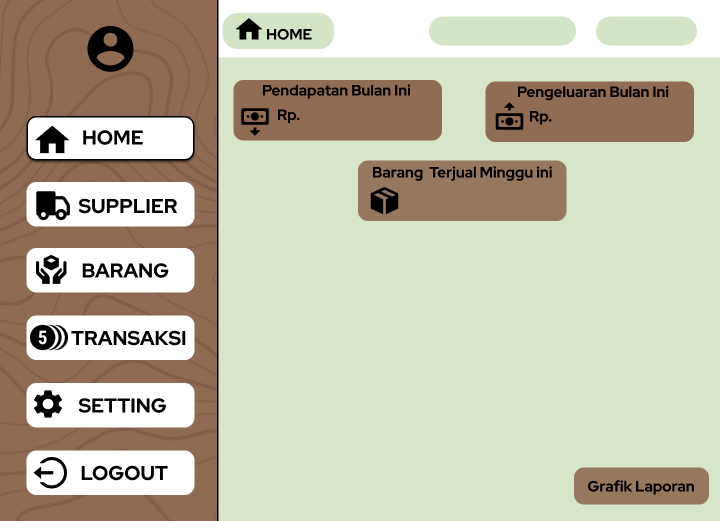 HOME
SUPPLIER
BARANG
5 TRANSAKSI
SETTING
LOGOUT
HOME
Pendapatan Bulan Ini
Rp.
Pengeluaran Bulan Ini
Rp.
Barang Terjual Minggu ini
Grafik Laporan